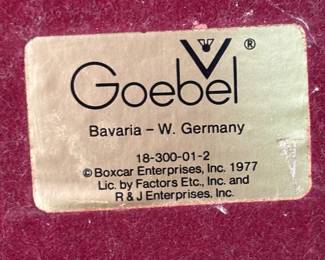 Goebel ®
Bavaria – W. Germany
18-300-01-2
© Boxcar Enterprises, Inc. 1977
Lic. by Factors Etc., Inc. and
R & J Enterprises, Inc.